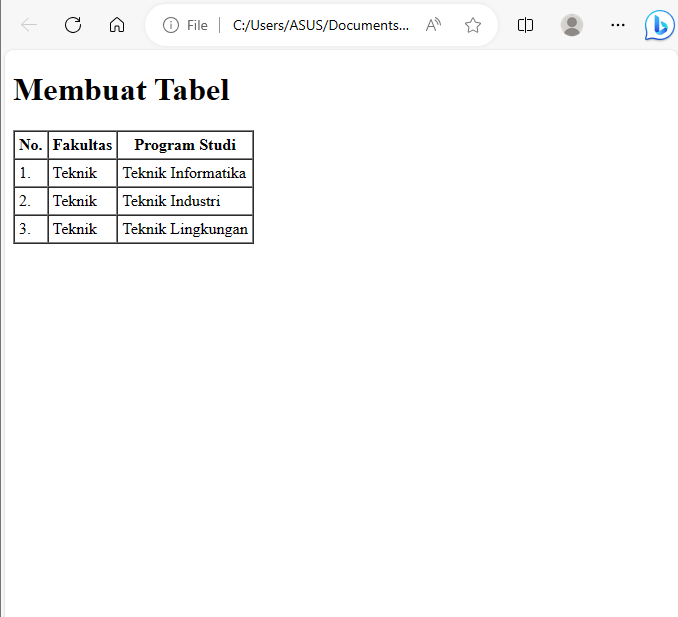 File C:/Users/ASUS/Documents...
Membuat Tabel
No. Fakultas Program Studi
1. Teknik Teknik Informatika
2. Teknik Teknik Industri
3. Teknik Teknik Lingkungan